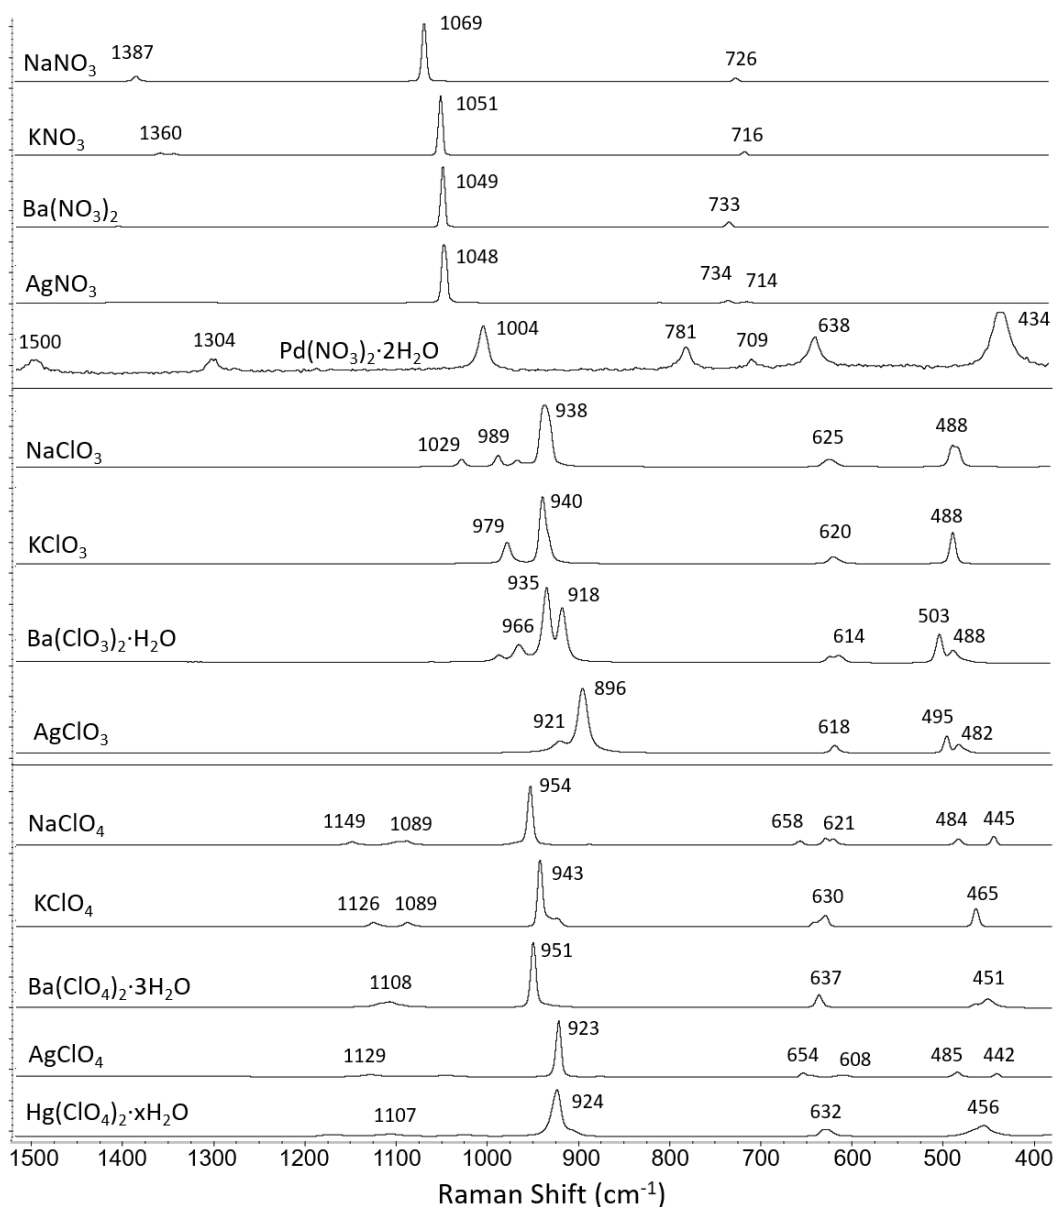 1069
1387
NaNO₃
726
1051
1360
KNO₃
716
1049
Ba(NO₃)₂
733
1048
AgNO₃
734 714
1500 1304 Pd(NO₃)₂·2H₂O 1004 781 709 638 434
938
NaClO₃
1029 989
625 488
940
KClO₃
979
620 488
935 918
Ba(ClO₃)₂·H₂O
966
503
614 488
896
AgClO₃
921
618 495 482
954
NaClO₄
1149 1089
658 621 484 445
943
KClO₄
1126 1089
630 465
951
Ba(ClO₄)₂·3H₂O
1108
637 451
923
AgClO₄
1129
654 608 485 442
924
Hg(ClO₄)₂·xH₂O
1107
632 456
1500 1400 1300 1200 1100 1000 900 800 700 600 500 400
Raman Shift (cm⁻¹)